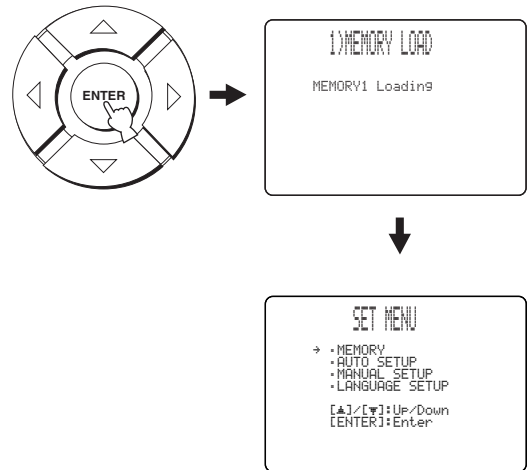 ENTER
1)MEMORY LOAD
MEMORY1 Loading
SET MENU
→ .MEMORY
.AUTO SETUP
.MANUAL SETUP
.LANGUAGE SETUP
[▲]/[▼]:Up/Down
[ENTER]:Enter